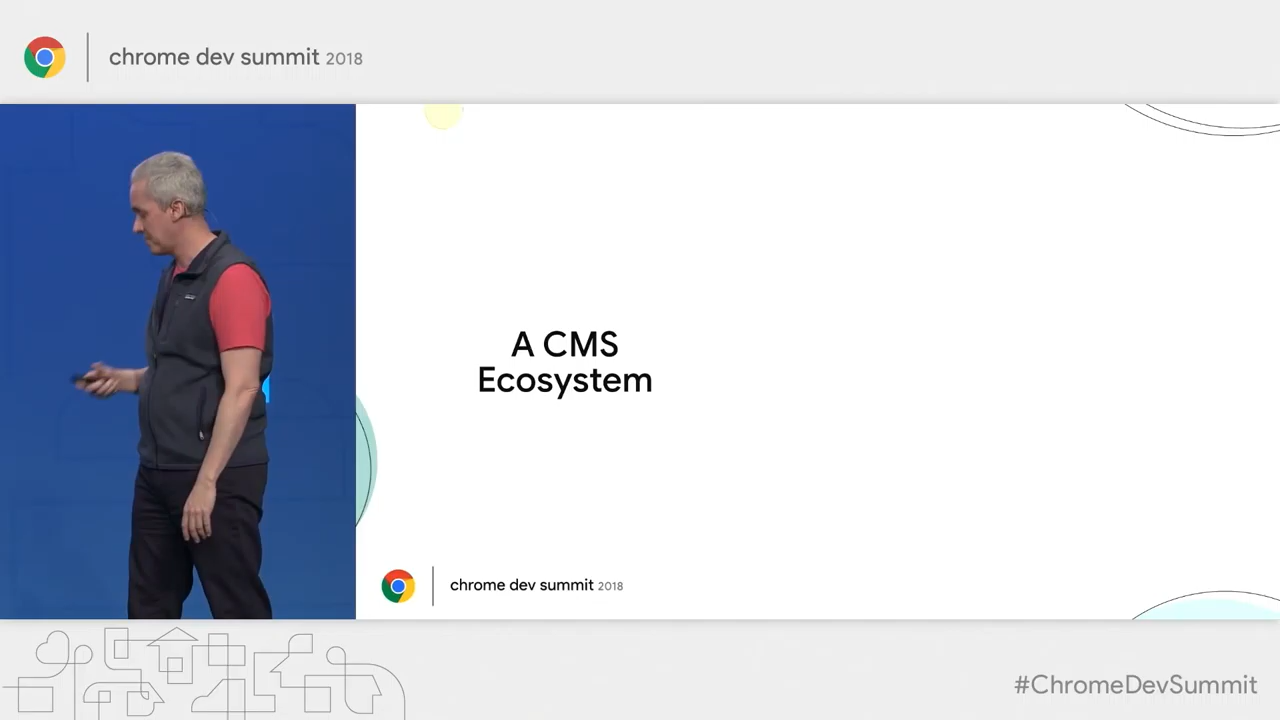 chrome dev summit 2018
A CMS
Ecosystem
chrome dev summit 2018
#ChromeDevSummit